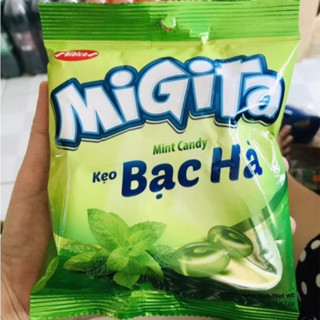 Bibica
MiGiTa
Mint Candy
Kẹo
Bạc Hà